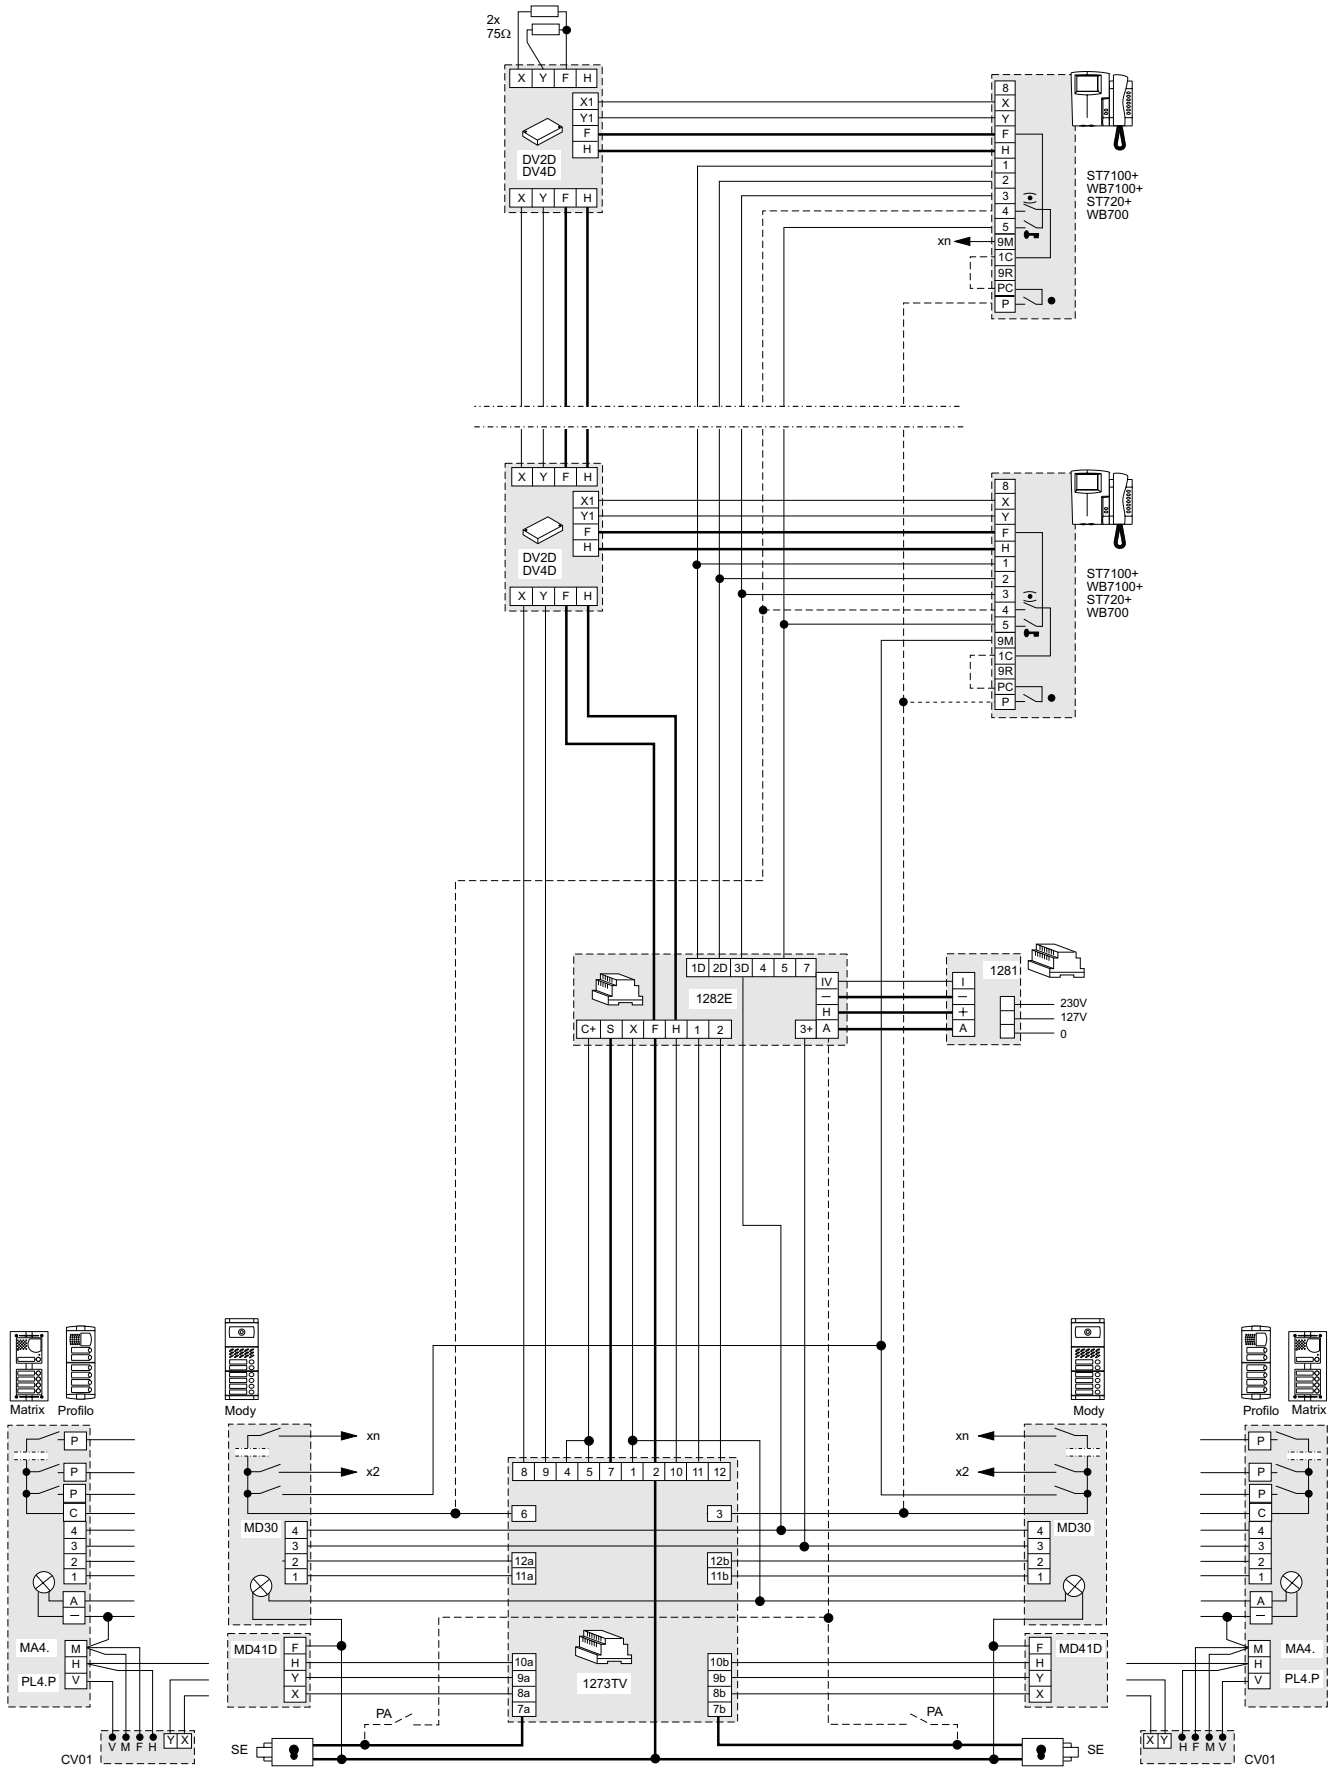 2x
75Ω
X Y F H
X1
Y1
F
H
DV2D
DV4D
X Y F H
8
X
Y
F
H
1
2
3
4
5
9M
1C
9R
PC
P
xn
ST7100+
WB7100+
ST720+
WB700
X Y F H
X1
Y1
F
H
DV2D
DV4D
X Y F H
8
X
Y
F
H
1
2
3
4
5
9M
1C
9R
PC
P
ST7100+
WB7100+
ST720+
WB700
1D 2D 3D 4 5 7
IV
–
H
3+ A
1282E
C+ S X F H 1 2
I
–
+
A
1281
230V
127V
0
Matrix Profilo
Mody
Mody
Profilo Matrix
P
P
P
C
4
3
2
1
A
–
MA4.
M
H
V
PL4.P
V M F H Y X
CV01
xn
x2
MD30
4
3
2
1
MD41D
F
H
Y
X
SE
PA
8 9 4 5 7 1 2 10 11 12
6
3
12a
11a
12b
11b
10a
9a
8a
7a
1273TV
10b
9b
8b
7b
PA
SE
xn
x2
4
3
2
1
MD30
F
H
Y
X
MD41D
P
P
P
C
4
3
2
1
A
–
M
H
V
MA4.
PL4.P
X Y H F M V
CV01